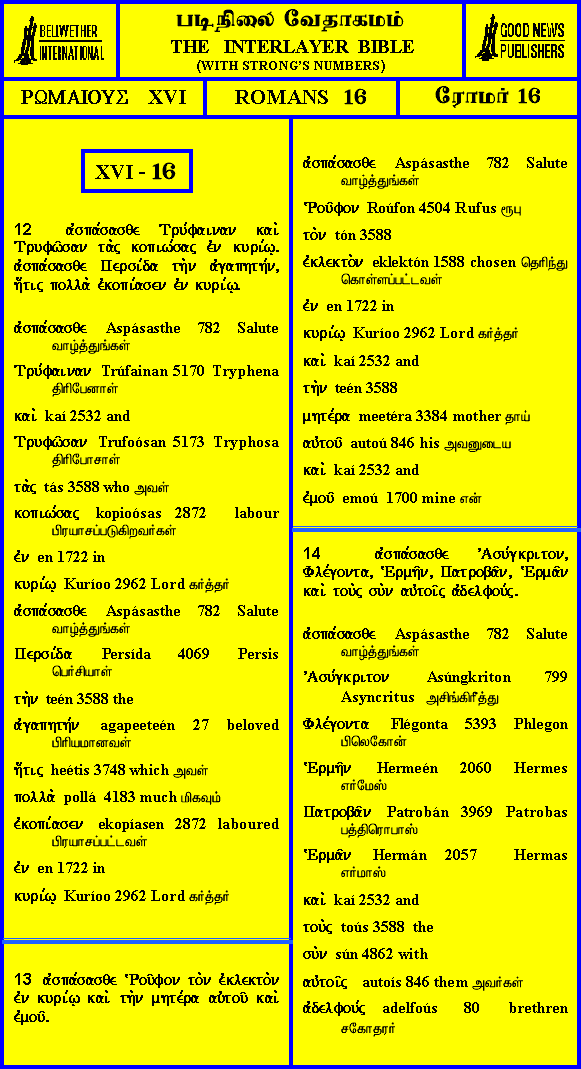 BELLWETHER
INTERNATIONAL
படிநிலை வேதாகமம்
THE INTERLAYER BIBLE
(WITH STRONG'S NUMBERS)
GOOD NEWS
PUBLISHERS
ΡΩΜΑΙΟΥΣ XVI
ROMANS 16
ரோமர் 16
XVI - 16
12 ἀσπάσασθε Τρύφαιναν καὶ
Τρυφῶσαν τὰς κοπιώσας ἐν κυρίῳ.
ἀσπάσασθε Περσίδα τὴν ἀγαπητήν,
ἥτις πολλὰ ἐκοπίασεν ἐν κυρίῳ.
ἀσπάσασθε Aspásasthe 782 Salute
வாழ்த்துங்கள்
Τρύφαιναν Trúfainan 5170 Tryphena
திரிபேனாள்
καὶ kaí 2532 and
Τρυφῶσαν Trufoósan 5173 Tryphosa
திரிபோசாள்
τὰς tás 3588 who அவள்
κοπιώσας kopioósas 2872 labour
பிரயாசப்படுகிறவர்கள்
ἐν en 1722 in
κυρίῳ Kuríoo 2962 Lord கர்த்தர்
ἀσπάσασθε Aspásasthe 782 Salute
வாழ்த்துங்கள்
Περσίδα Persída 4069 Persis
பெர்சியாள்
τὴν teén 3588 the
ἀγαπητήν agapeeteén 27 beloved
பிரியமானவள்
ἥτις heétis 3748 which அவள்
πολλὰ pollá 4183 much மிகவும்
ἐκοπίασεν ekopíasen 2872 laboured
பிரயாசப்பட்டவள்
ἐν en 1722 in
κυρίῳ Kuríoo 2962 Lord கர்த்தர்
13 ἀσπάσασθε Ῥοῦφον τὸν ἐκλεκτὸν
ἐν κυρίῳ καὶ τὴν μητέρα αὐτοῦ καὶ
ἐμοῦ.
ἀσπάσασθε Aspásasthe 782 Salute
வாழ்த்துங்கள்
Ῥοῦφον Roúfon 4504 Rufus ரூபு
τὸν tón 3588
ἐκλεκτὸν eklektón 1588 chosen தெரிந்து
கொள்ளப்பட்டவள்
ἐν en 1722 in
κυρίῳ Kuríoo 2962 Lord கர்த்தர்
καὶ kaí 2532 and
τὴν teén 3588
μητέρα meetéra 3384 mother தாய்
αὐτοῦ autoú 846 his அவனுடைய
καὶ kaí 2532 and
ἐμοῦ emoú 1700 mine என்
14 ἀσπάσασθε Ἀσύγκριτον,
Φλέγοντα, Ἑρμῆν, Πατροβᾶν, Ἑρμᾶν
καὶ τοὺς σὺν αὐτοῖς ἀδελφούς.
ἀσπάσασθε Aspásasthe 782 Salute
வாழ்த்துங்கள்
Ἀσύγκριτον Asúngkriton 799
Asyncritus அசிங்கிரீத்து
Φλέγοντα Flégonta 5393 Phlegon
பிலெகோன்
Ἑρμῆν Hermeén 2060 Hermes
எர்மேஸ்
Πατροβᾶν Patrobán 3969 Patrobas
பத்திரொபாஸ்
Ἑρμᾶν Hermán 2057 Hermas
எர்மாஸ்
καὶ kaí 2532 and
τοὺς toús 3588 the
σὺν sún 4862 with
αὐτοῖς autoís 846 them அவர்கள்
ἀδελφούς adelfoús 80 brethren
சகோதரர்